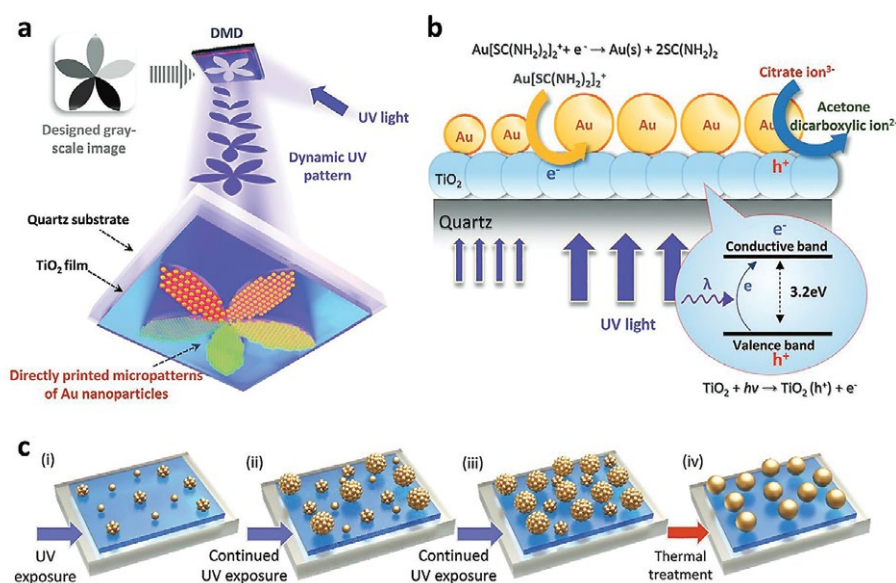 a
DMD
Designed gray-
scale image
UV light
Dynamic UV
pattern
Quartz substrate
TiO₂ film
Directly printed micropatterns
of Au nanoparticles
b
Au[SC(NH₂)₂]₂⁺+ e⁻ → Au(s) + 2SC(NH₂)₂
Au[SC(NH₂)₂]₂⁺
Citrate ion³⁻
Acetone
dicarboxylic ion²⁻
Au
Au
Au
Au
Au
Au
TiO₂
e⁻
h⁺
Quartz
UV light
e⁻
Conductive band
λ
e
3.2eV
Valence band
h⁺
TiO₂ + hν → TiO₂ (h⁺) + e⁻
c
(i)
(ii)
(iii)
(iv)
UV
exposure
Continued
UV exposure
Continued
UV exposure
Thermal
treatment